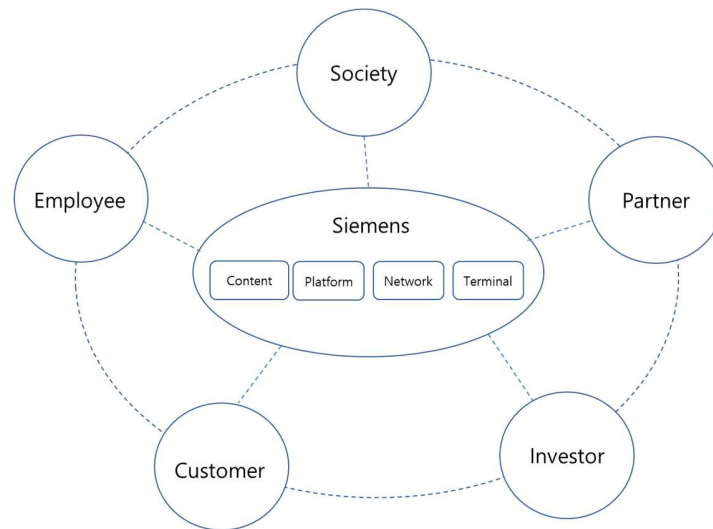 Society
Employee
Partner
Siemens
Content
Platform
Network
Terminal
Customer
Investor